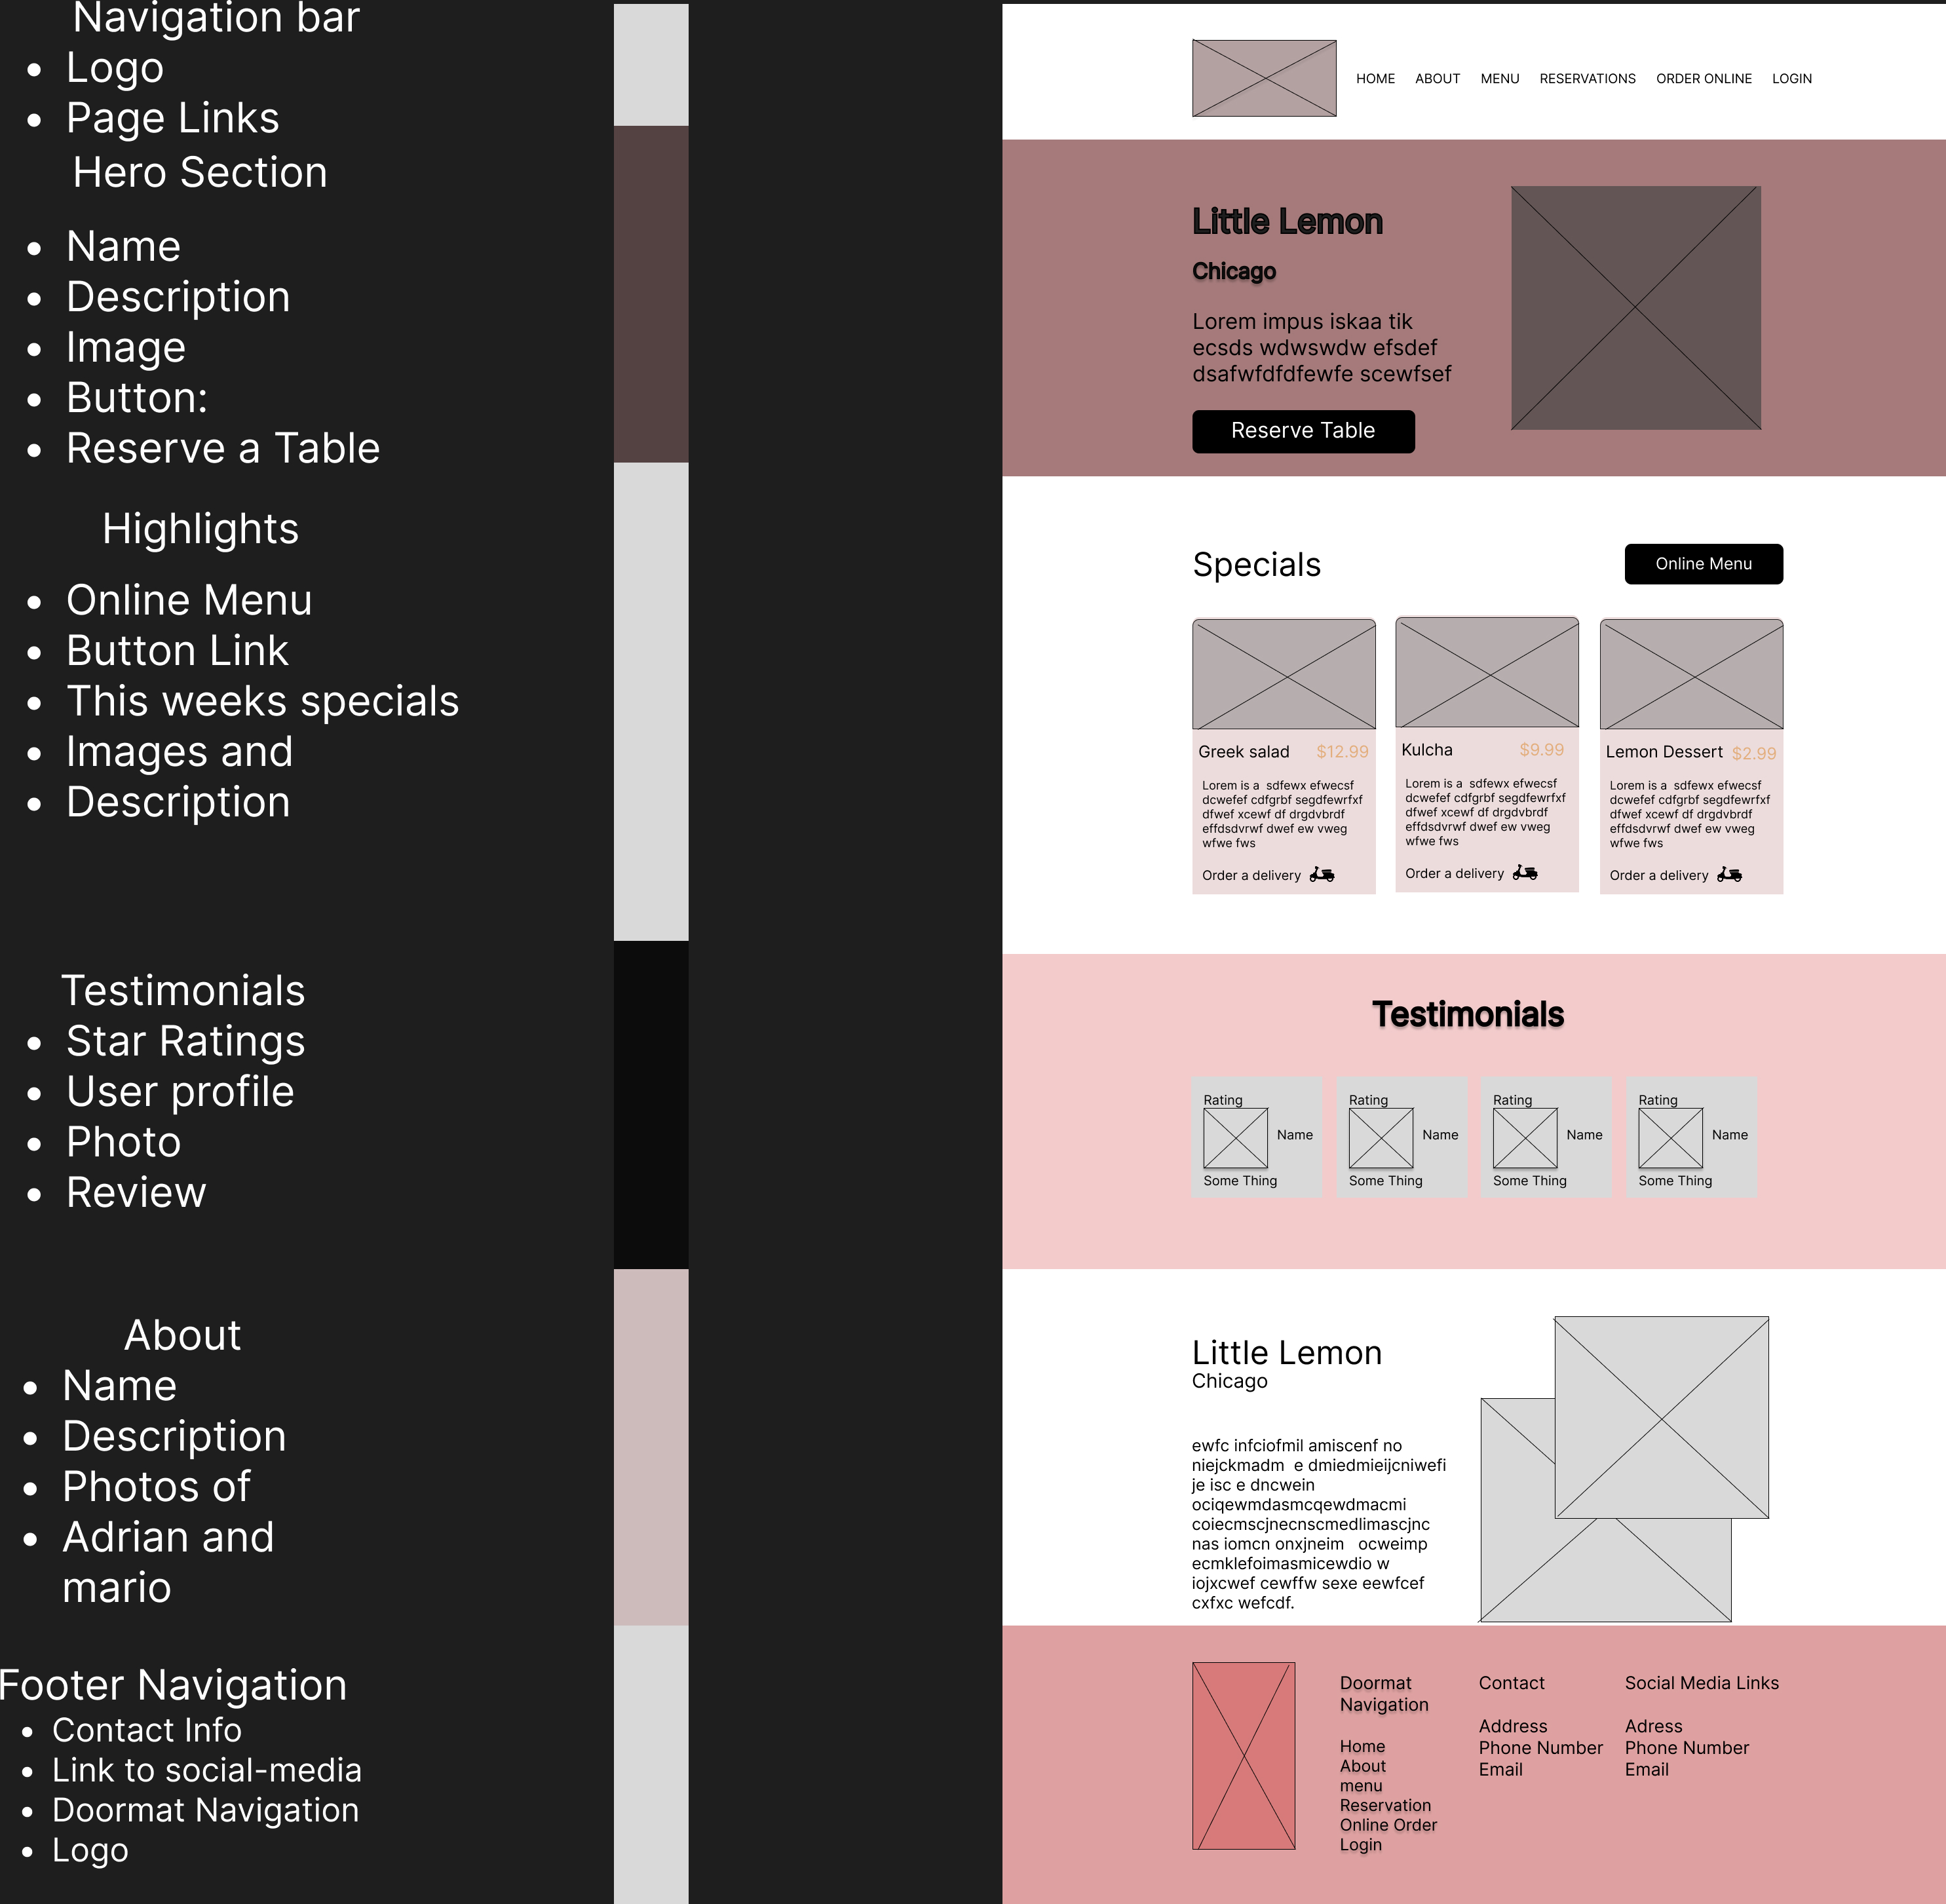 Navigation bar
Logo
Page Links
Hero Section
Name
Description
Image
Button:
Reserve a Table
Highlights
Online Menu
Button Link
This weeks specials
Images and
Description
Testimonials
Star Ratings
User profile
Photo
Review
About
Name
Description
Photos of
Adrian and
mario
Footer Navigation
Contact Info
Link to social-media
Doormat Navigation
Logo
HOME ABOUT MENU RESERVATIONS ORDER ONLINE LOGIN
Little Lemon
Chicago
Lorem impus iskaa tik
ecsds wdwswdw efsdef
dsafwfdfdfewfe scewfsef
Reserve Table
Specials
Online Menu
Greek salad $12.99
Lorem is a sdfewx efwecsf
dcwefef cdfgrbf segdfewrfxf
dfwef xcewf df drgdvbrdf
effdsdvrwf dwef ew vweg
wfwe fws
Order a delivery
Kulcha $9.99
Lorem is a sdfewx efwecsf
dcwefef cdfgrbf segdfewrfxf
dfwef xcewf df drgdvbrdf
effdsdvrwf dwef ew vweg
wfwe fws
Order a delivery
Lemon Dessert $2.99
Lorem is a sdfewx efwecsf
dcwefef cdfgrbf segdfewrfxf
dfwef xcewf df drgdvbrdf
effdsdvrwf dwef ew vweg
wfwe fws
Order a delivery
Testimonials
Rating
Name
Some Thing
Rating
Name
Some Thing
Rating
Name
Some Thing
Rating
Name
Some Thing
Little Lemon
Chicago
ewfc infciofmil amiscenf no
niejckmadm e dmiedmieijcniwefi
je isc e dncwein
ociqewmdasmcqewdmacmi
coiecmscjnecnscmedlimascjnc
nas iomcn onxjneim ocweimp
ecmklefoimasmicewdio w
iojxcwef cewffw sexe eewfcef
cxfxc wefcdf.
Doormat
Navigation
Home
About
menu
Reservation
Online Order
Login
Contact
Address
Phone Number
Email
Social Media Links
Adress
Phone Number
Email